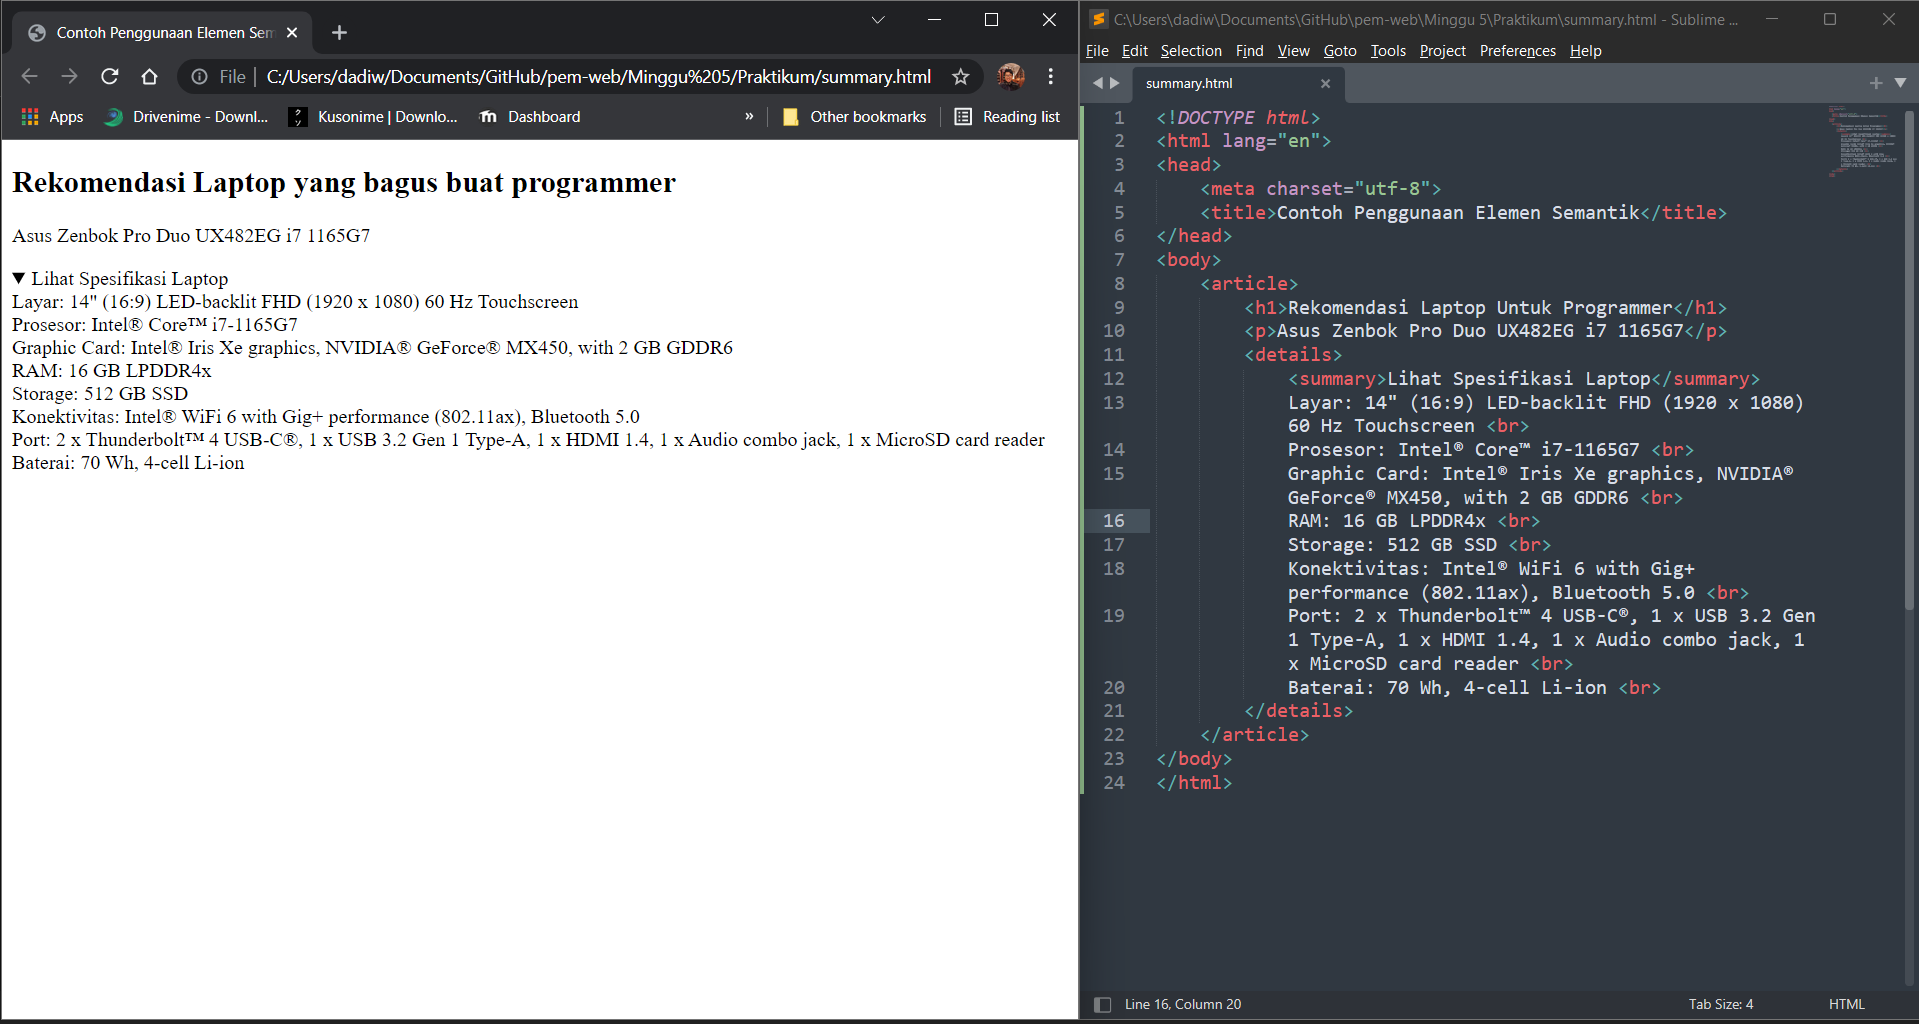 Contoh Penggunaan Elemen Sem
File
C:/Users/dadiw/Documents/GitHub/pem-web/Minggu%205/Praktikum/summary.html
Apps
Drivenime - Downl...
Kusonime | Downlo...
Dashboard
»
Other bookmarks
Reading list
Rekomendasi Laptop yang bagus buat programmer
Asus Zenbok Pro Duo UX482EG i7 1165G7
▼ Lihat Spesifikasi Laptop
Layar: 14" (16:9) LED-backlit FHD (1920 x 1080) 60 Hz Touchscreen
Prosesor: Intel® Core™ i7-1165G7
Graphic Card: Intel® Iris Xe graphics, NVIDIA® GeForce® MX450, with 2 GB GDDR6
RAM: 16 GB LPDDR4x
Storage: 512 GB SSD
Konektivitas: Intel® WiFi 6 with Gig+ performance (802.11ax), Bluetooth 5.0
Port: 2 x Thunderbolt™ 4 USB-C®, 1 x USB 3.2 Gen 1 Type-A, 1 x HDMI 1.4, 1 x Audio combo jack, 1 x MicroSD card reader
Baterai: 70 Wh, 4-cell Li-ion
C:\Users\dadiw\Documents\GitHub\pem-web\Minggu 5\Praktikum\summary.html - Sublime ...
File Edit Selection Find View Goto Tools Project Preferences Help
summary.html
1 <!DOCTYPE html>
2 <html lang="en">
3 <head>
4 <meta charset="utf-8">
5 <title>Contoh Penggunaan Elemen Semantik</title>
6 </head>
7 <body>
8 <article>
9 <h1>Rekomendasi Laptop Untuk Programmer</h1>
10 <p>Asus Zenbok Pro Duo UX482EG i7 1165G7</p>
11 <details>
12 <summary>Lihat Spesifikasi Laptop</summary>
13 Layar: 14" (16:9) LED-backlit FHD (1920 x 1080)
60 Hz Touchscreen <br>
14 Prosesor: Intel® Core™ i7-1165G7 <br>
15 Graphic Card: Intel® Iris Xe graphics, NVIDIA®
GeForce® MX450, with 2 GB GDDR6 <br>
16 RAM: 16 GB LPDDR4x <br>
17 Storage: 512 GB SSD <br>
18 Konektivitas: Intel® WiFi 6 with Gig+
performance (802.11ax), Bluetooth 5.0 <br>
19 Port: 2 x Thunderbolt™ 4 USB-C®, 1 x USB 3.2 Gen
1 Type-A, 1 x HDMI 1.4, 1 x Audio combo jack, 1
x MicroSD card reader <br>
20 Baterai: 70 Wh, 4-cell Li-ion <br>
21 </details>
22 </article>
23 </body>
24 </html>
Line 16, Column 20
Tab Size: 4
HTML